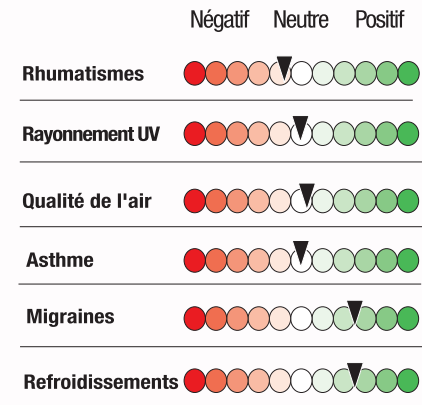 Négatif Neutre Positif
Rhumatismes
Rayonnement UV
Qualité de l'air
Asthme
Migraines
Refroidissements